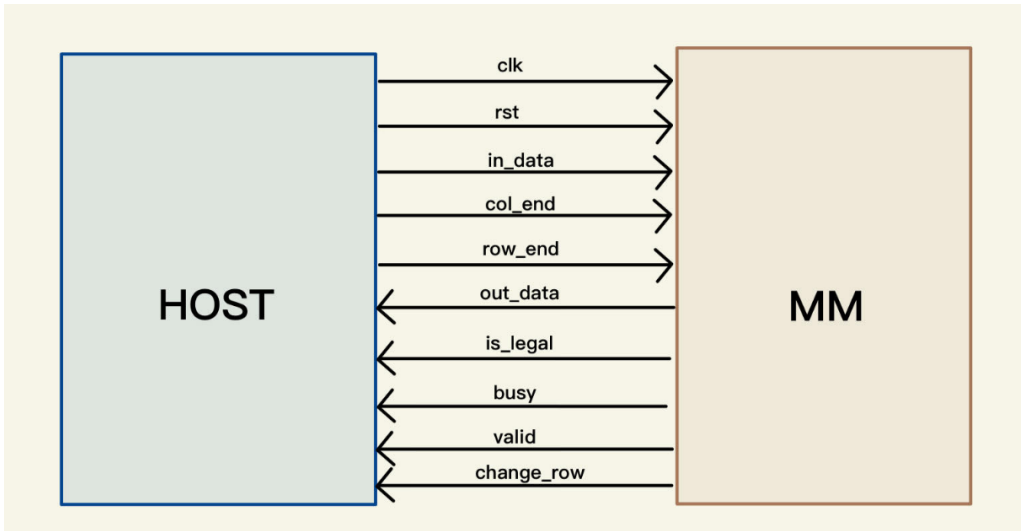 clk
rst
in_data
col_end
row_end
out_data
is_legal
busy
valid
change_row
HOST
MM